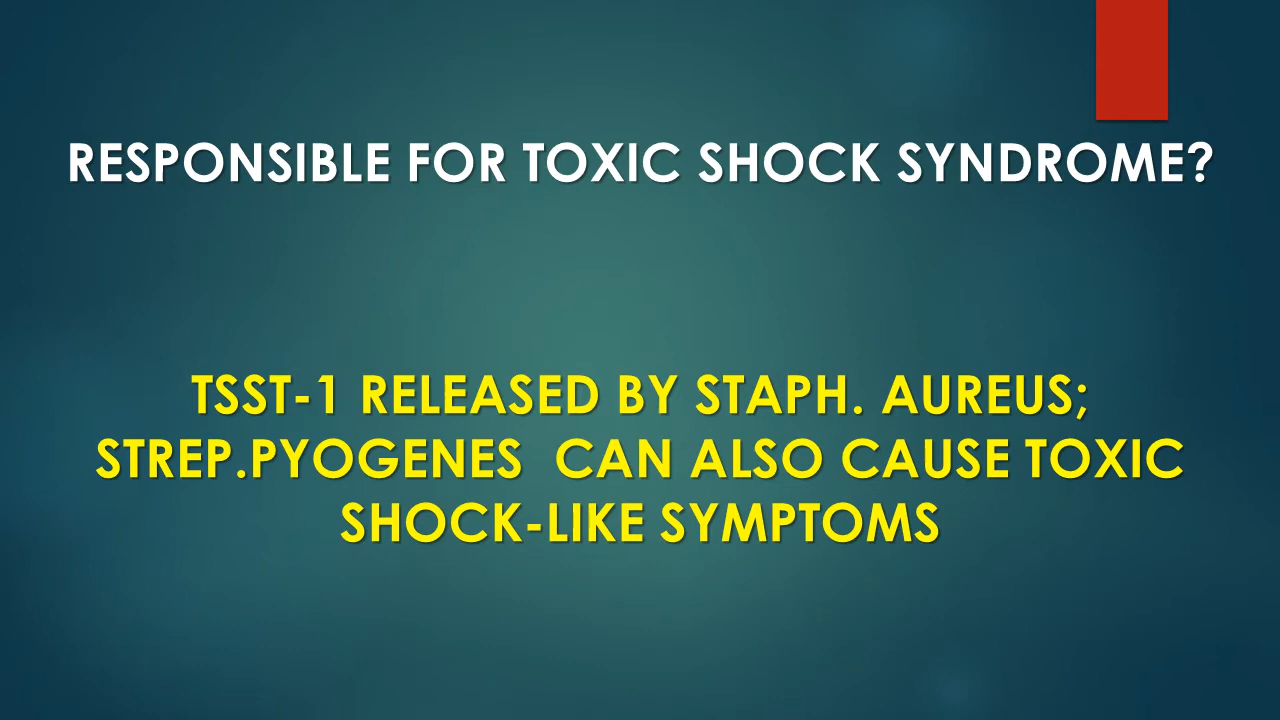 RESPONSIBLE FOR TOXIC SHOCK SYNDROME?
TSST-1 RELEASED BY STAPH. AUREUS;
STREP.PYOGENES  CAN ALSO CAUSE TOXIC
SHOCK-LIKE SYMPTOMS